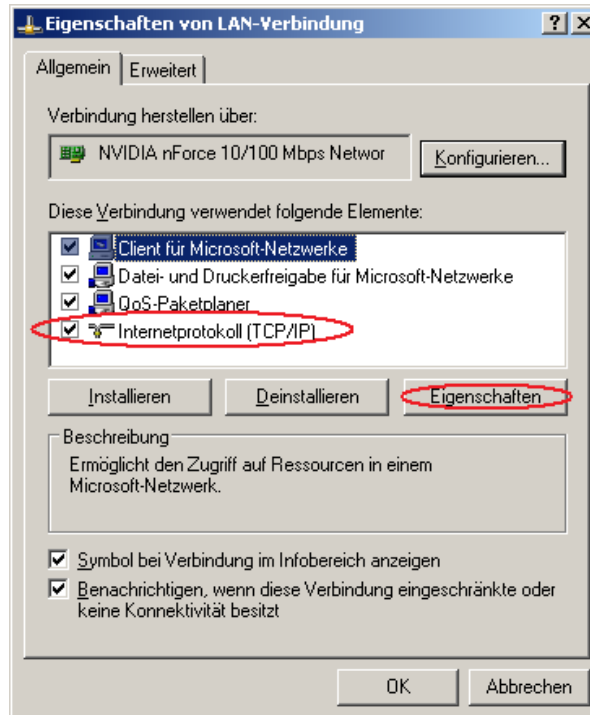 Eigenschaften von LAN-Verbindung
Allgemein Erweitert
Verbindung herstellen über:
NVIDIA nForce 10/100 Mbps Networ Konfigurieren...
Diese Verbindung verwendet folgende Elemente:
Client für Microsoft-Netzwerke
Datei- und Druckerfreigabe für Microsoft-Netzwerke
QoS-Paketplaner
Internetprotokoll (TCP/IP)
Installieren Deinstallieren Eigenschaften
Beschreibung
Ermöglicht den Zugriff auf Ressourcen in einem
Microsoft-Netzwerk.
Symbol bei Verbindung im Infobereich anzeigen
Benachrichtigen, wenn diese Verbindung eingeschränkte oder
keine Konnektivität besitzt
OK Abbrechen